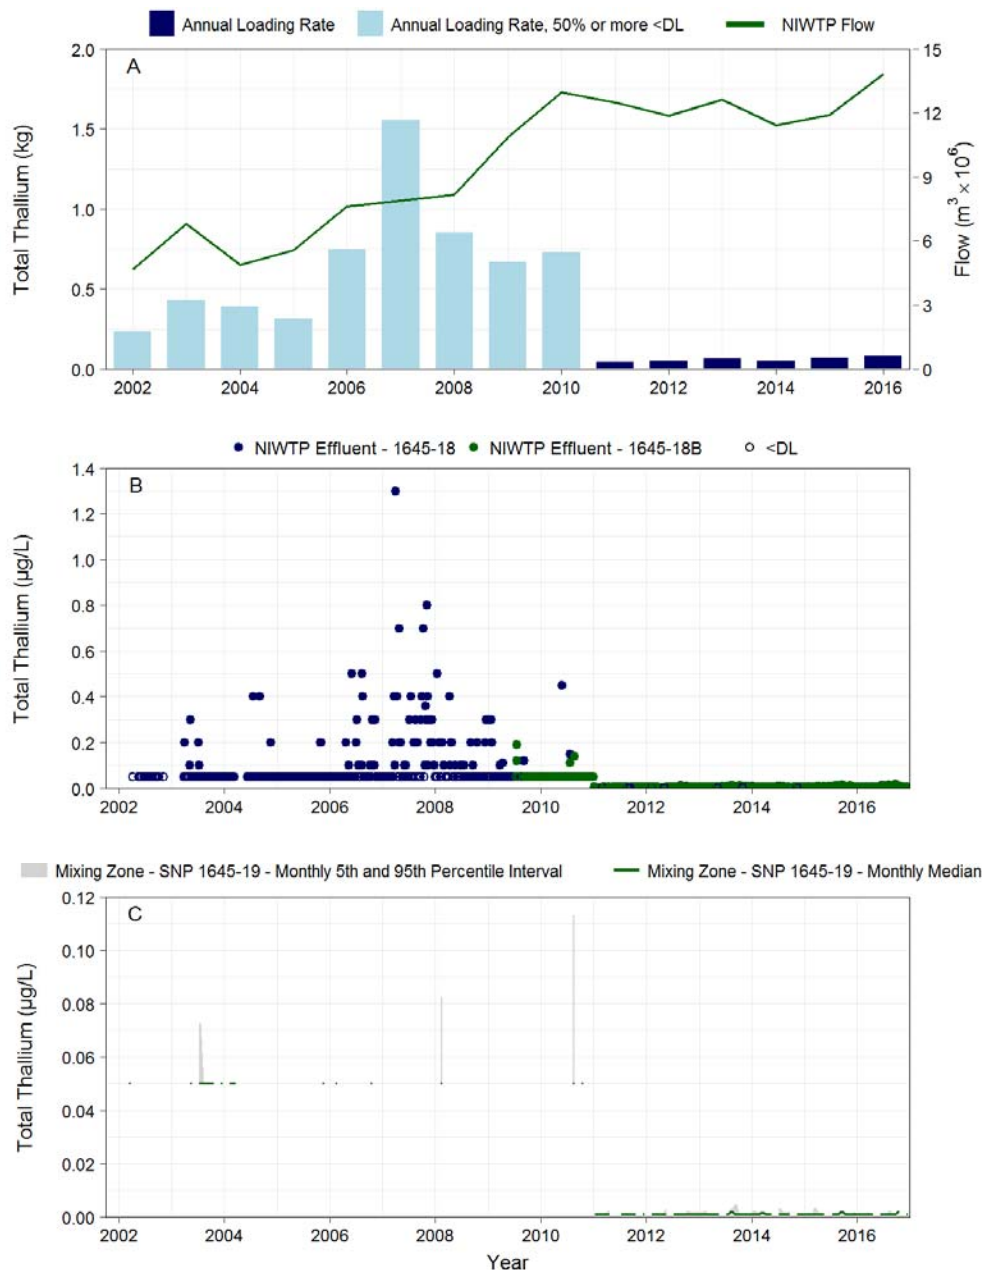 Annual Loading Rate Annual Loading Rate, 50% or more <DL NIWTP Flow
A
2.0 15
1.5 12
9
1.0
6
0.5 3
0.0 0
Total Thallium (kg)
Flow (m³ × 10⁶)
2002 2004 2006 2008 2010 2012 2014 2016
NIWTP Effluent - 1645-18 NIWTP Effluent - 1645-18B <DL
B
1.4
1.2
1.0
0.8
0.6
0.4
0.2
0.0
Total Thallium (µg/L)
2002 2004 2006 2008 2010 2012 2014 2016
Mixing Zone - SNP 1645-19 - Monthly 5th and 95th Percentile Interval Mixing Zone - SNP 1645-19 - Monthly Median
C
0.12
0.10
0.08
0.06
0.04
0.02
0.00
Total Thallium (µg/L)
2002 2004 2006 2008 2010 2012 2014 2016
Year